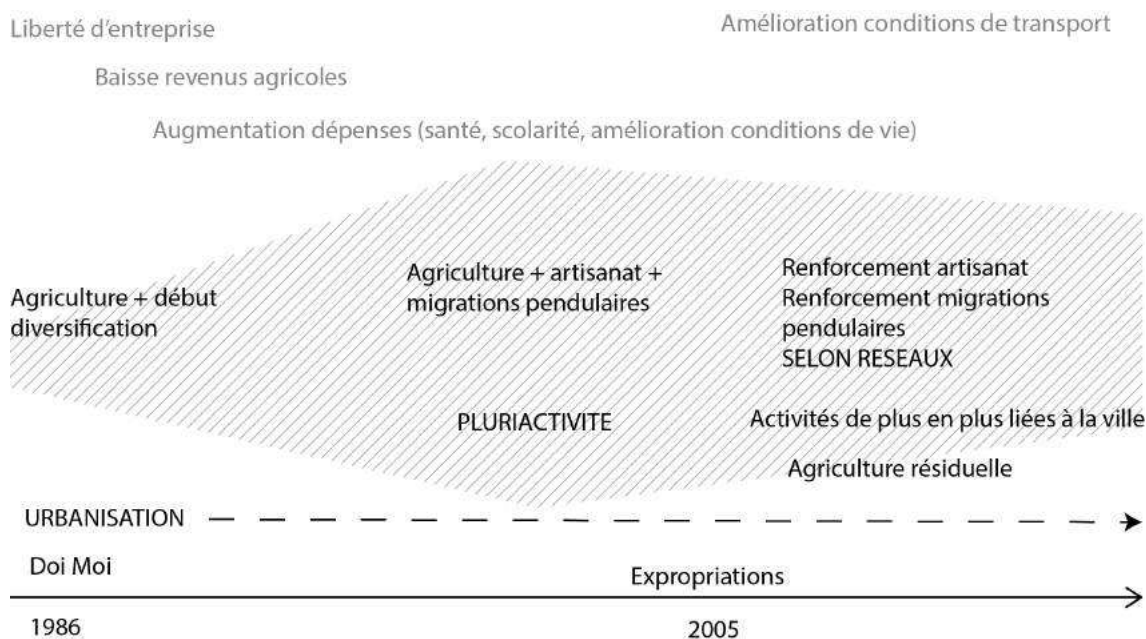 Liberté d'entreprise
Amélioration conditions de transport
Baisse revenus agricoles
Augmentation dépenses (santé, scolarité, amélioration conditions de vie)
Agriculture + début
diversification
Agriculture + artisanat +
migrations pendulaires
Renforcement artisanat
Renforcement migrations
pendulaires
SELON RESEAUX
PLURIACTIVITE
Activités de plus en plus liées à la ville
Agriculture résiduelle
URBANISATION
Doi Moi
Expropriations
1986
2005